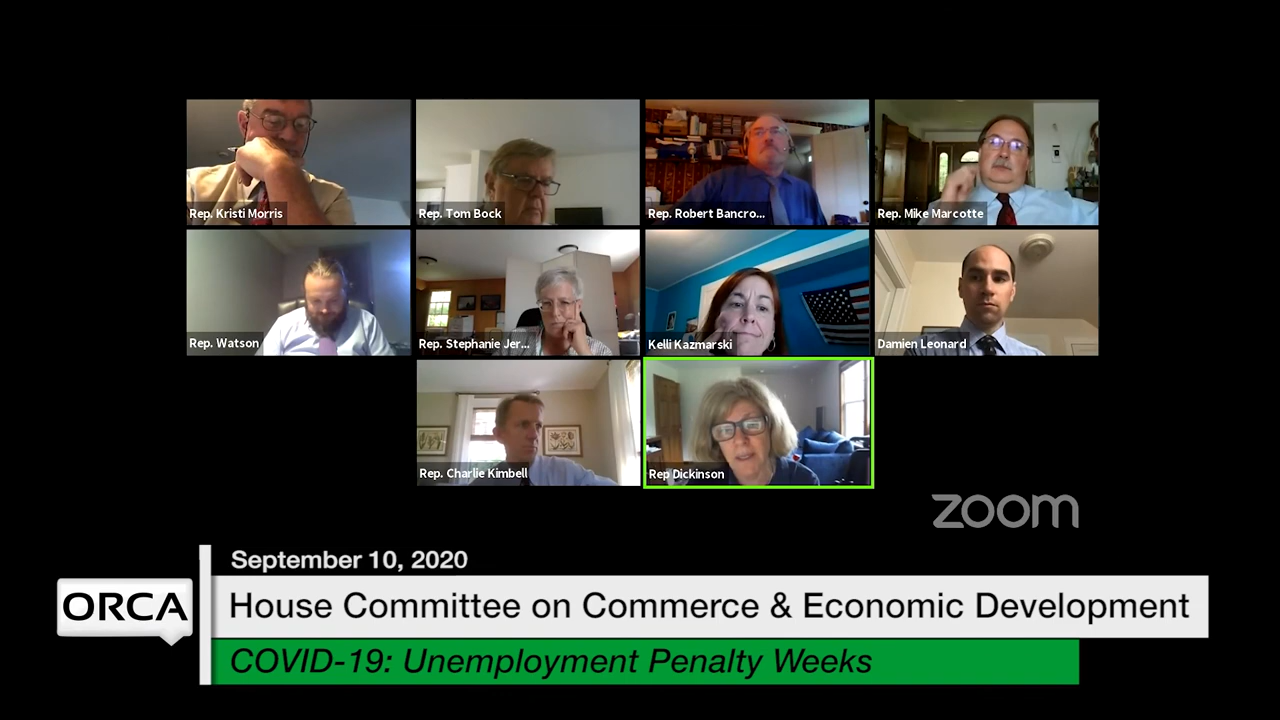 Rep. Kristi Morris
Rep. Tom Bock
Rep. Robert Bancro...
Rep. Mike Marcotte
Rep. Watson
Rep. Stephanie Jer...
Kelli Kazmarski
Damien Leonard
Rep. Charlie Kimbell
Rep Dickinson
zoom
September 10, 2020
ORCA
House Committee on Commerce & Economic Development
COVID-19: Unemployment Penalty Weeks